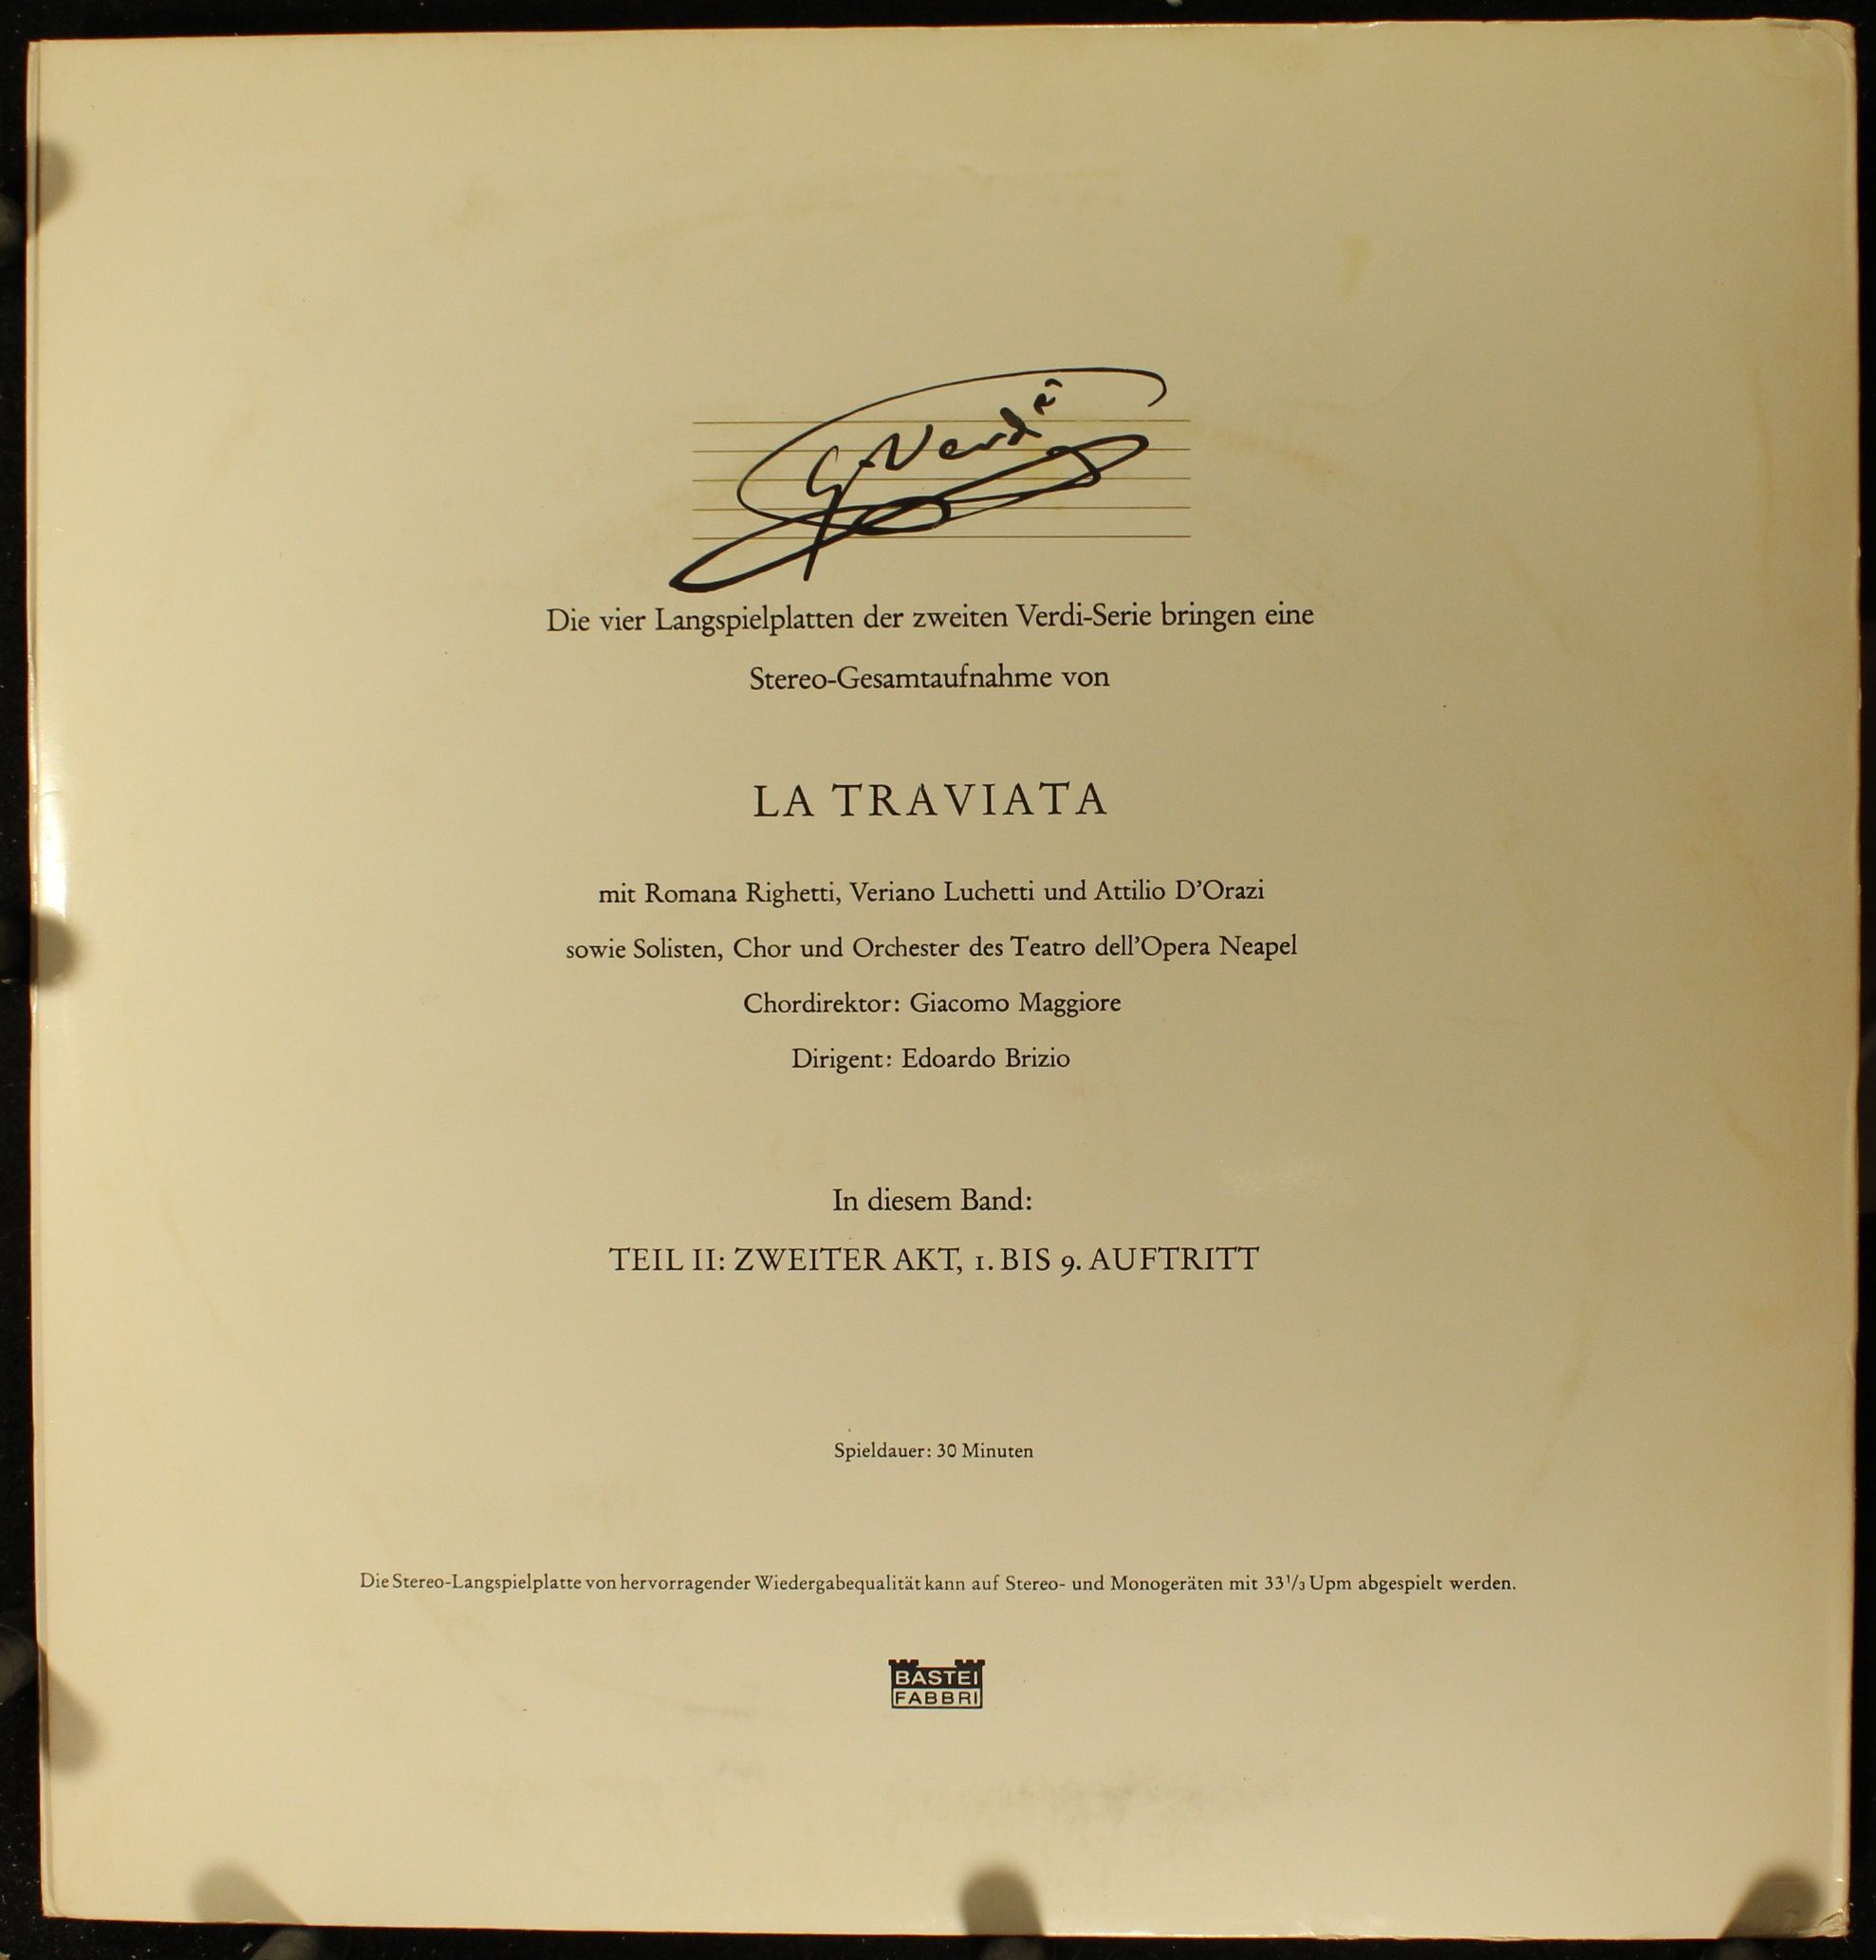 G. Verdi
Die vier Langspielplatten der zweiten Verdi-Serie bringen eine
Stereo-Gesamtaufnahme von
LA TRAVIATA
mit Romana Righetti, Veriano Luchetti und Attilio D’Orazi
sowie Solisten, Chor und Orchester des Teatro dell’Opera Neapel
Chordirektor: Giacomo Maggiore
Dirigent: Edoardo Brizio
In diesem Band:
TEIL II: ZWEITER AKT, 1. BIS 9. AUFTRITT
Spieldauer: 30 Minuten
Die Stereo-Langspielplatte von hervorragender Wiedergabequalität kann auf Stereo- und Monogeräten mit 33 1/3 Upm abgespielt werden.
BASTEI
FABBRI